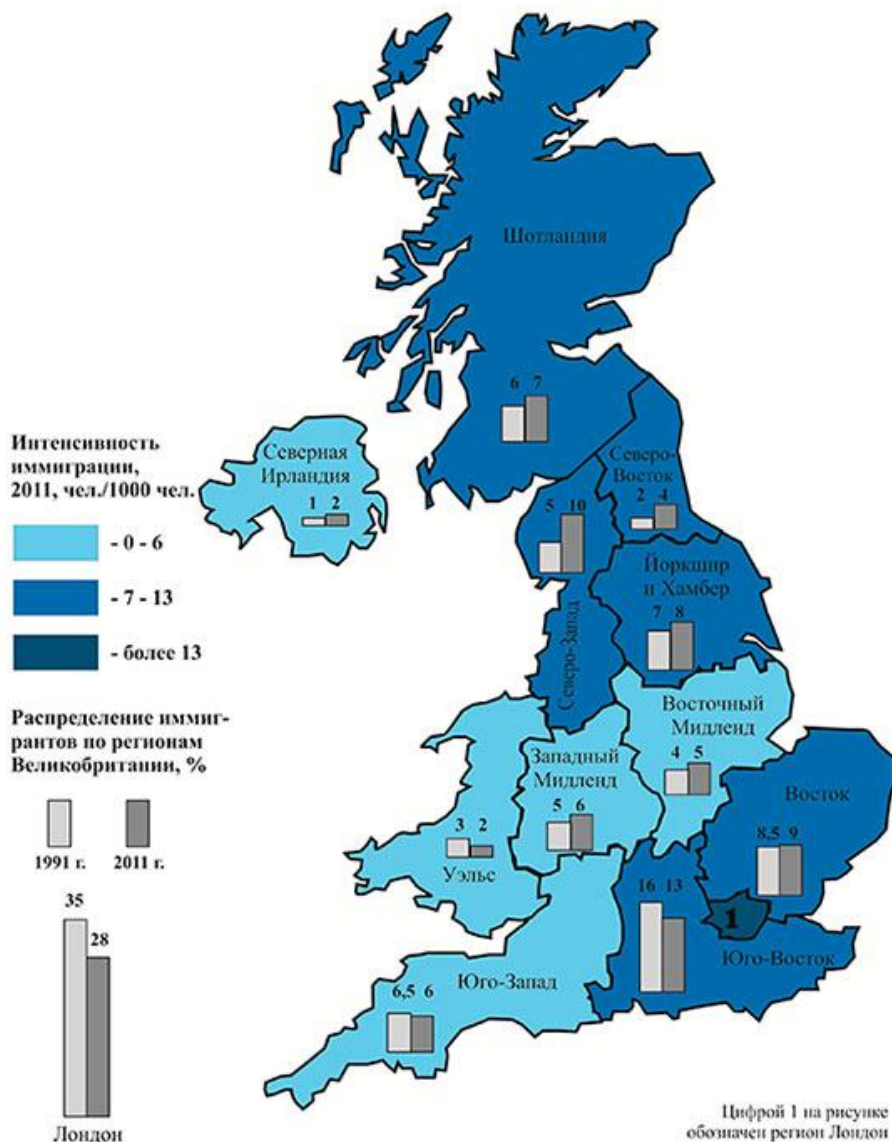 Шотландия
6 7
Интенсивность
иммиграции,
2011, чел./1000 чел.
- 0 - 6
- 7 - 13
- более 13
Северная
Ирландия
1 2
Северо-
Восток
2 4
5 10
Северо-Запад
Йоркшир
и Хамбер
7 8
Распределение иммиг-
рантов по регионам
Великобритании, %
1991 г. 2011 г.
35
28
Лондон
Восточный
Мидленд
4 5
Западный
Мидленд
5 6
Восток
8,5 9
3 2
Уэльс
16 13
1
Юго-Восток
Юго-Запад
6,5 6
Цифрой 1 на рисунке
обозначен регион Лондон